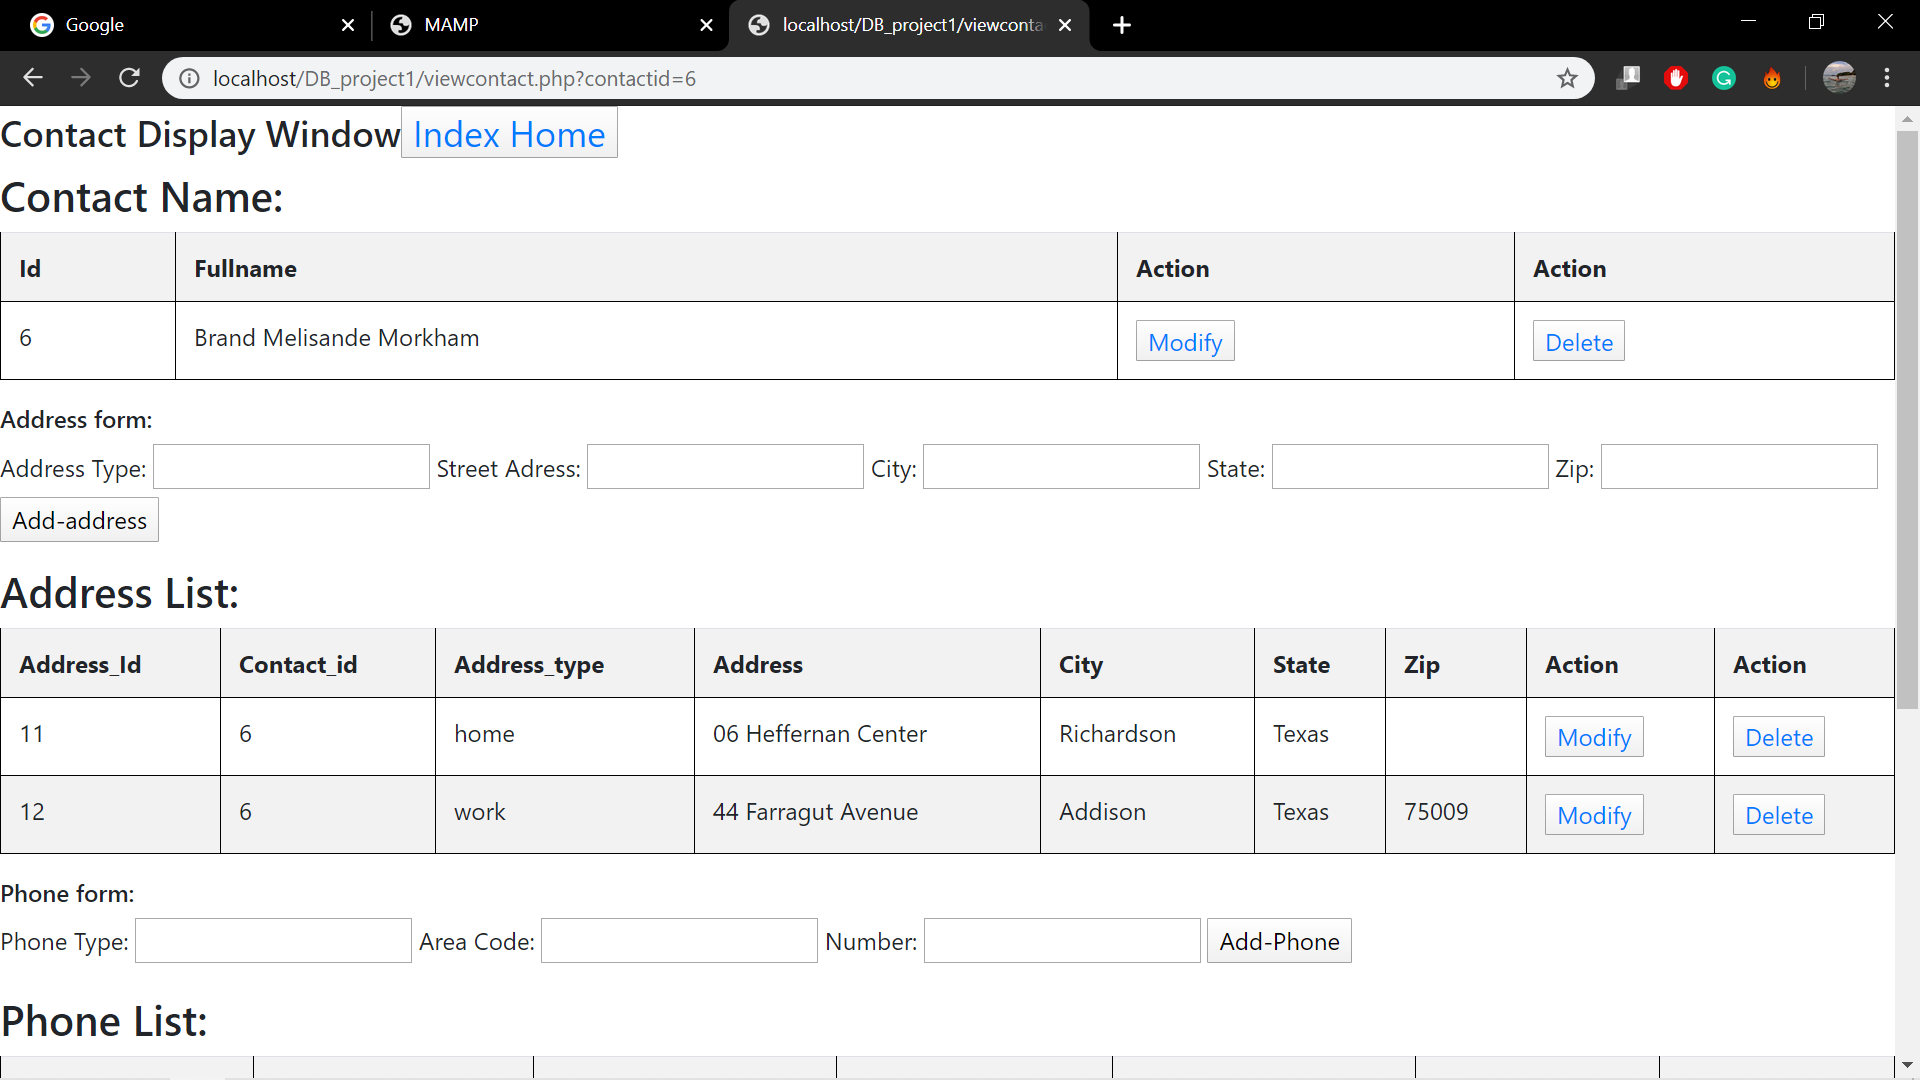 Google
MAMP
localhost/DB_project1/viewconta
localhost/DB_project1/viewcontact.php?contactid=6
Contact Display Window Index Home
Contact Name:
Id Fullname Action Action
6 Brand Melisande Morkham Modify Delete
Address form:
Address Type: Street Adress: City: State: Zip:
Add-address
Address List:
Address_Id Contact_id Address_type Address City State Zip Action Action
11 6 home 06 Heffernan Center Richardson Texas Modify Delete
12 6 work 44 Farragut Avenue Addison Texas 75009 Modify Delete
Phone form:
Phone Type: Area Code: Number: Add-Phone
Phone List: